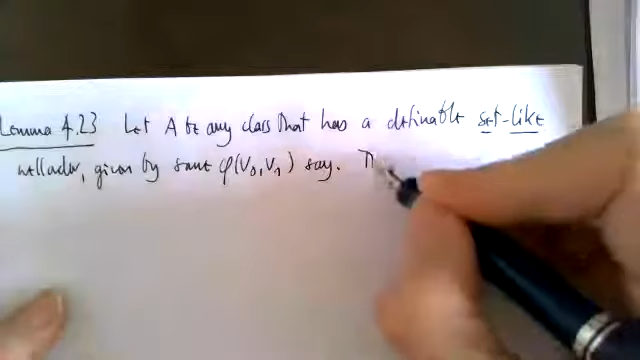 Lemma 4.23 Let A be any class that has a definable set-like
wellorder, given by some φ(v₀,v₁) say.